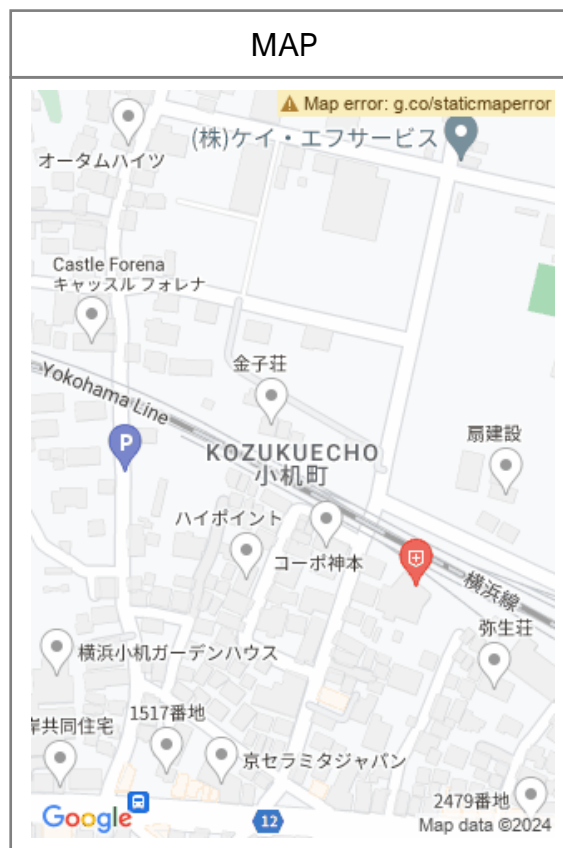 MAP
Map error: g.co/staticmaperror
(株)ケイ・エフサービス
オータムハイツ
Castle Forena
キャッスル フォレナ
金子荘
Yokohama Line
扇建設
P
KOZUKUECHO
小机町
ハイポイント
コーポ神本
横浜線
弥生荘
横浜小机ガーデンハウス
1517番地
岸共同住宅
京セラミタジャパン
2479番地
Google
12
Map data ©2024